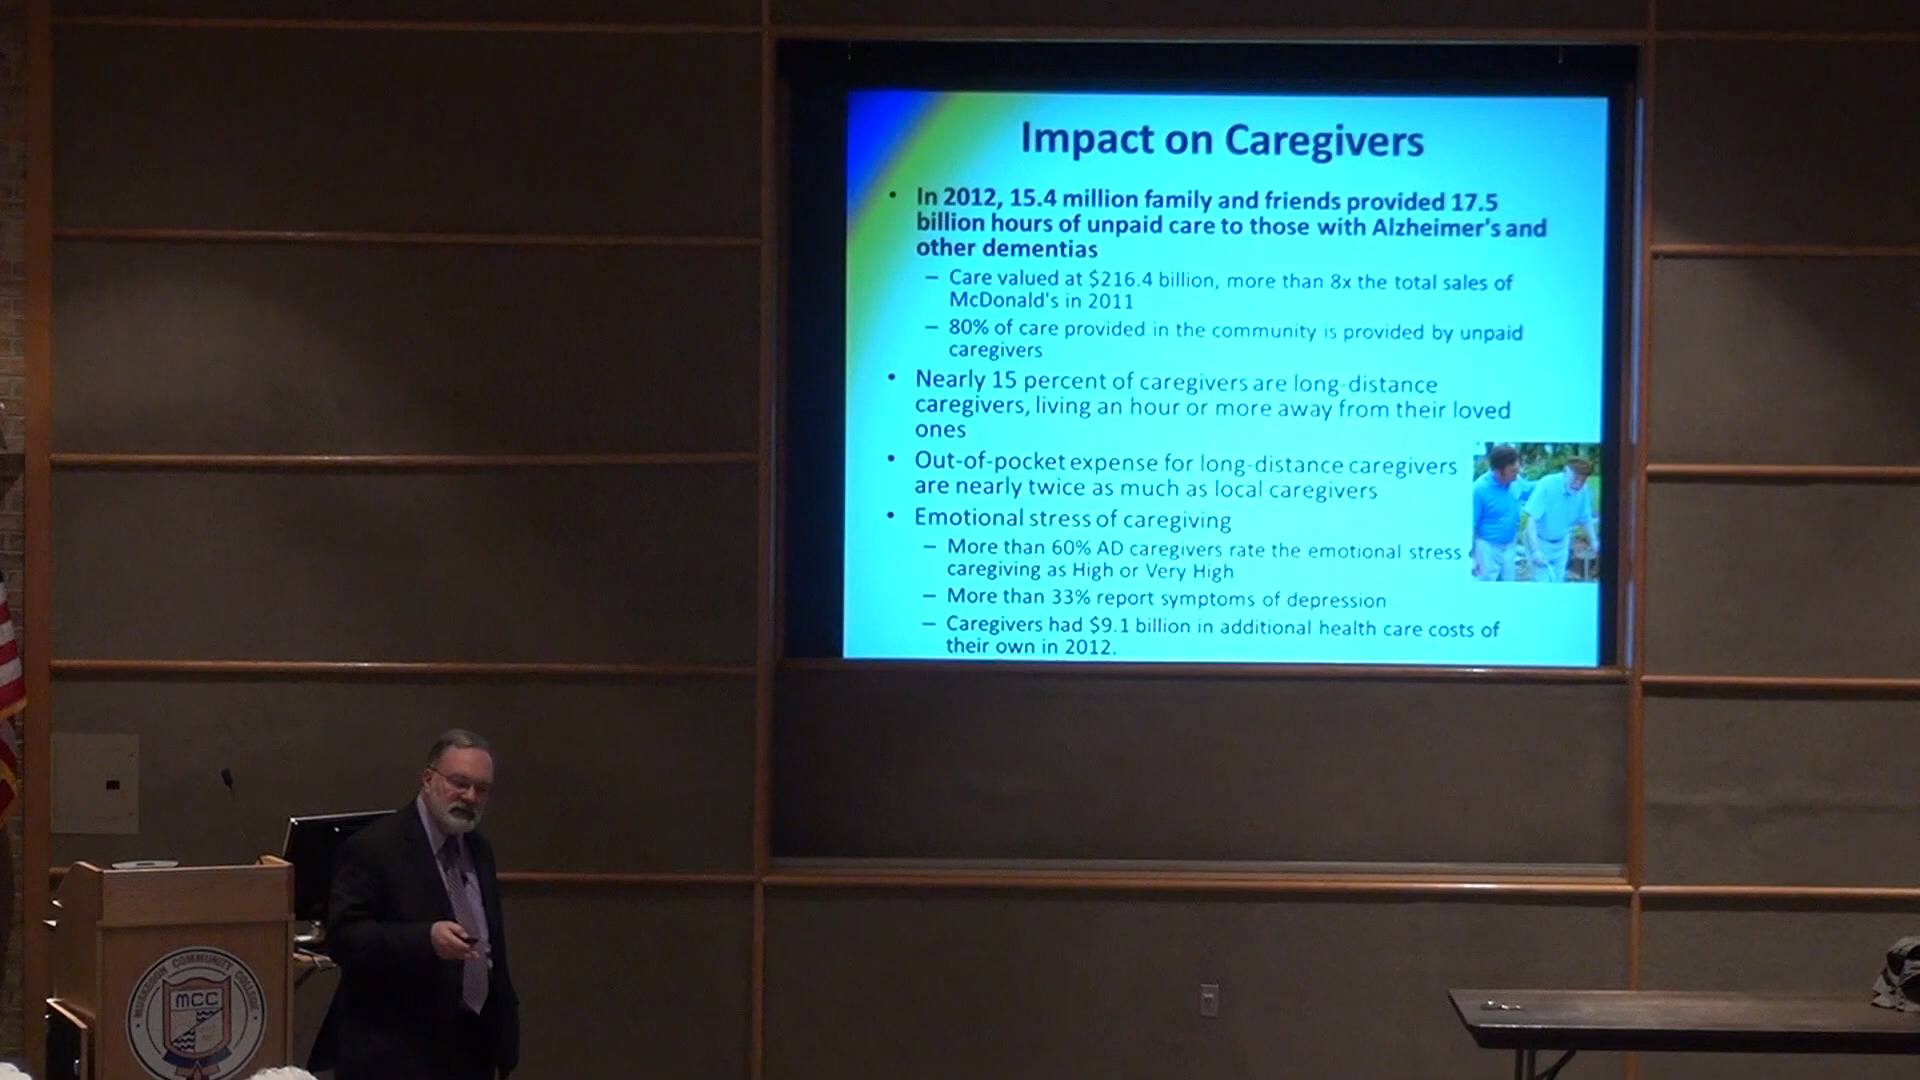 Impact on Caregivers
• In 2012, 15.4 million family and friends provided 17.5
billion hours of unpaid care to those with Alzheimer's and
other dementias
– Care valued at $216.4 billion, more than 8x the total sales of
McDonald's in 2011
– 80% of care provided in the community is provided by unpaid
caregivers
• Nearly 15 percent of caregivers are long-distance
caregivers, living an hour or more away from their loved
ones
• Out-of-pocket expense for long-distance caregivers
are nearly twice as much as local caregivers
• Emotional stress of caregiving
– More than 60% AD caregivers rate the emotional stress
caregiving as High or Very High
– More than 33% report symptoms of depression
– Caregivers had $9.1 billion in additional health care costs of
their own in 2012.
MUSKEGON COMMUNITY COLLEGE
MCC